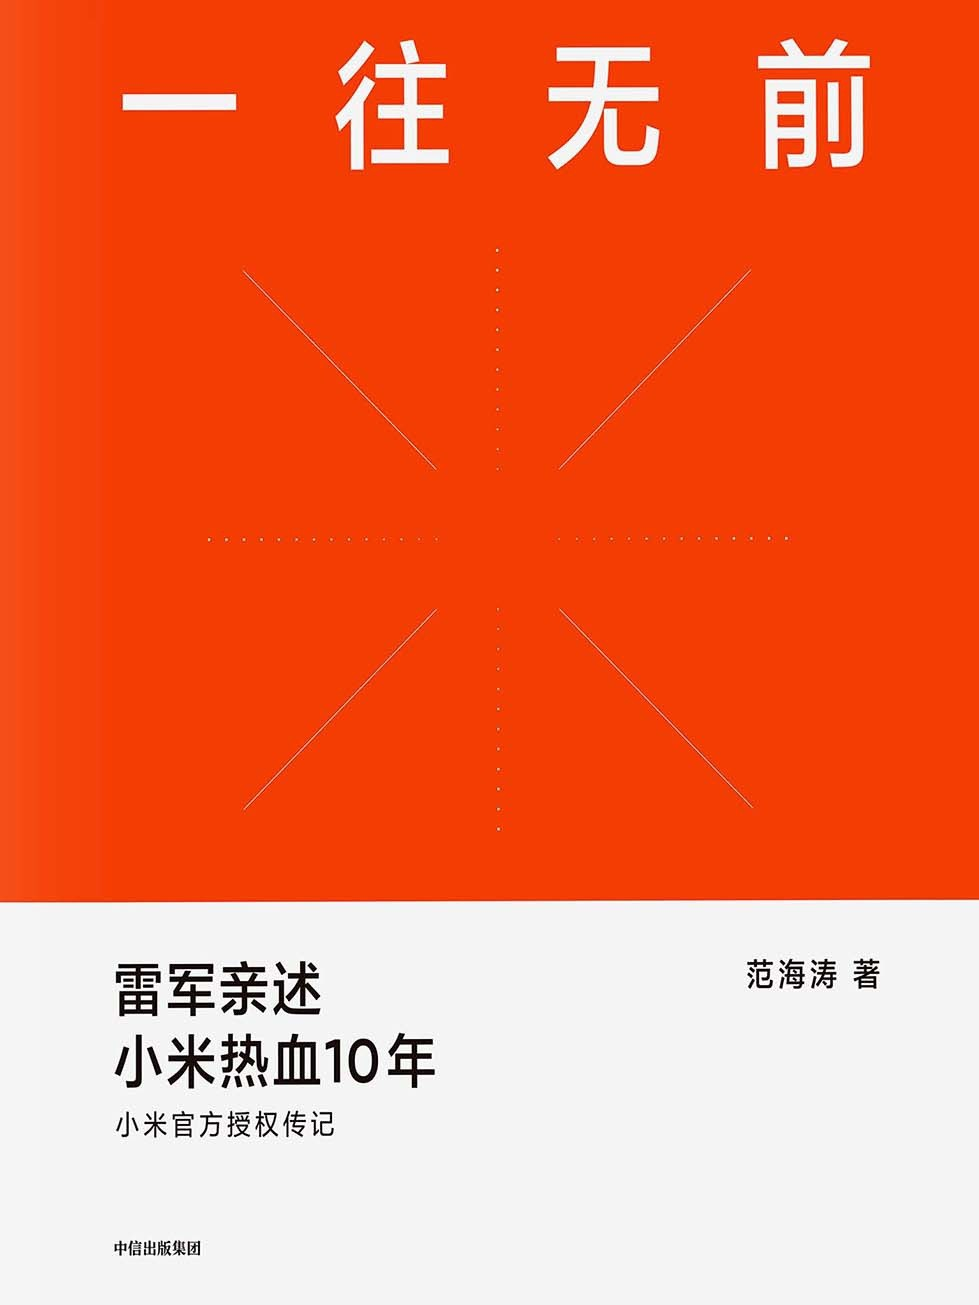 一往无前
雷军亲述
小米热血10年
小米官方授权传记
范海涛 著
中信出版集团